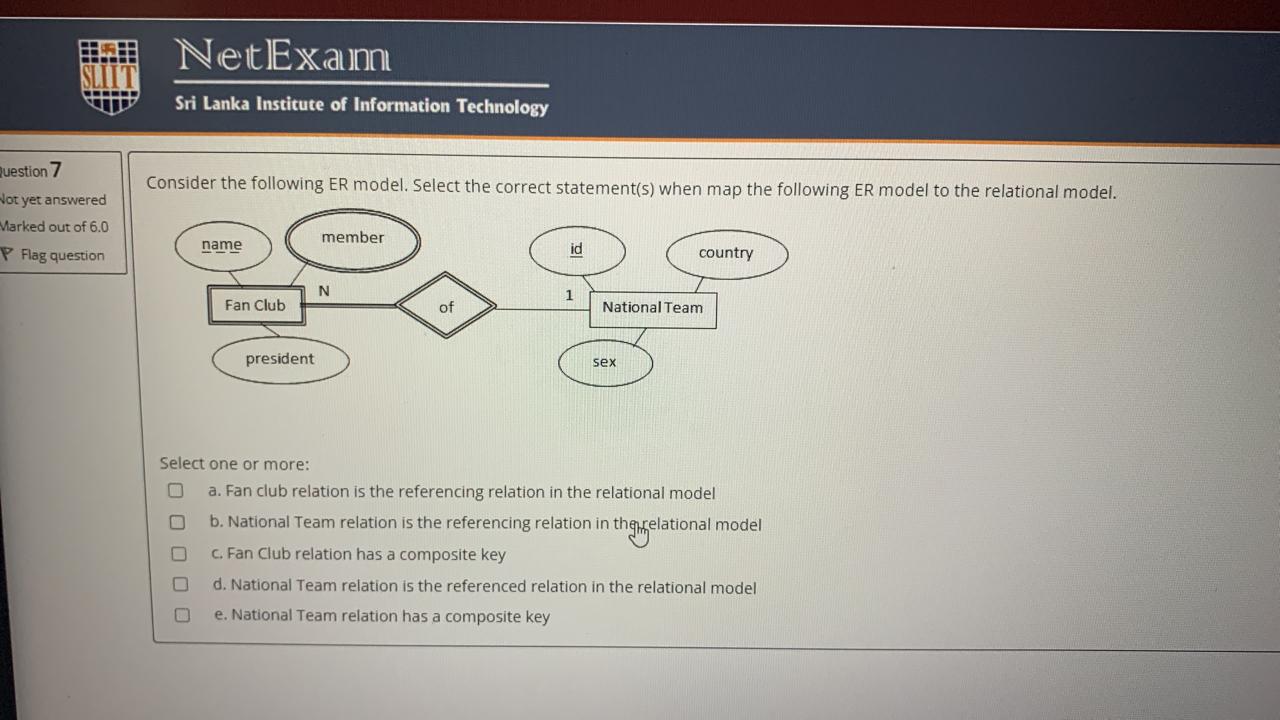 NetExam
SLIIT
Sri Lanka Institute of Information Technology
uestion 7
Not yet answered
Marked out of 6.0
Flag question
Consider the following ER model. Select the correct statement(s) when map the following ER model to the relational model.
name
member
id
country
N
1
Fan Club
of
National Team
president
sex
Select one or more:
a. Fan club relation is the referencing relation in the relational model
b. National Team relation is the referencing relation in the relational model
c. Fan Club relation has a composite key
d. National Team relation is the referenced relation in the relational model
e. National Team relation has a composite key